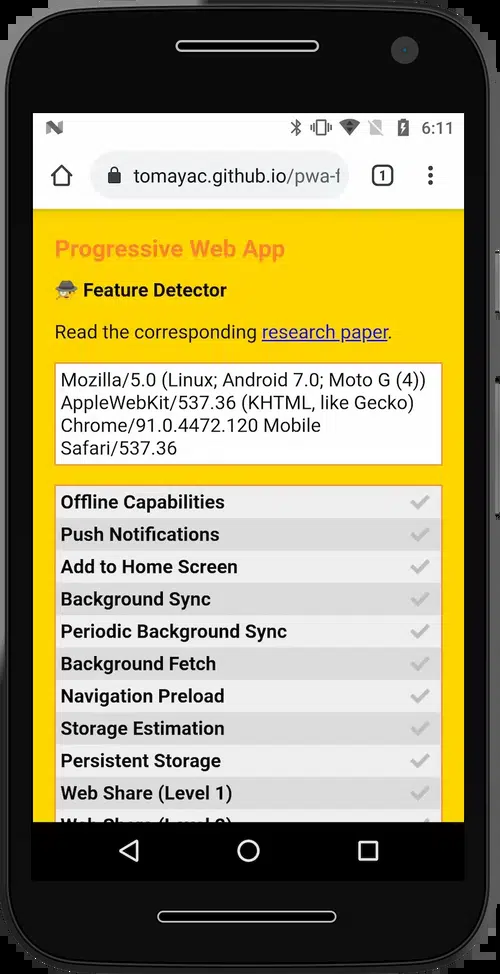 6:11
tomayac.github.io/pwa-f
1
Progressive Web App
Feature Detector
Read the corresponding research paper.
Mozilla/5.0 (Linux; Android 7.0; Moto G (4))
AppleWebKit/537.36 (KHTML, like Gecko)
Chrome/91.0.4472.120 Mobile
Safari/537.36
Offline Capabilities
Push Notifications
Add to Home Screen
Background Sync
Periodic Background Sync
Background Fetch
Navigation Preload
Storage Estimation
Persistent Storage
Web Share (Level 1)